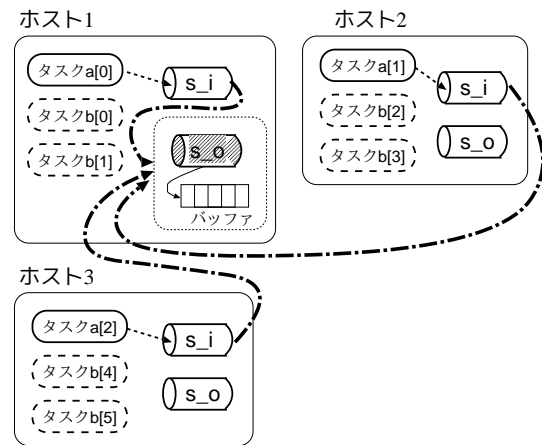 ホスト1
タスクa[0]
s_i
タスクb[0]
タスクb[1]
s_o
バッファ
ホスト2
タスクa[1]
s_i
タスクb[2]
s_o
タスクb[3]
ホスト3
タスクa[2]
s_i
タスクb[4]
s_o
タスクb[5]